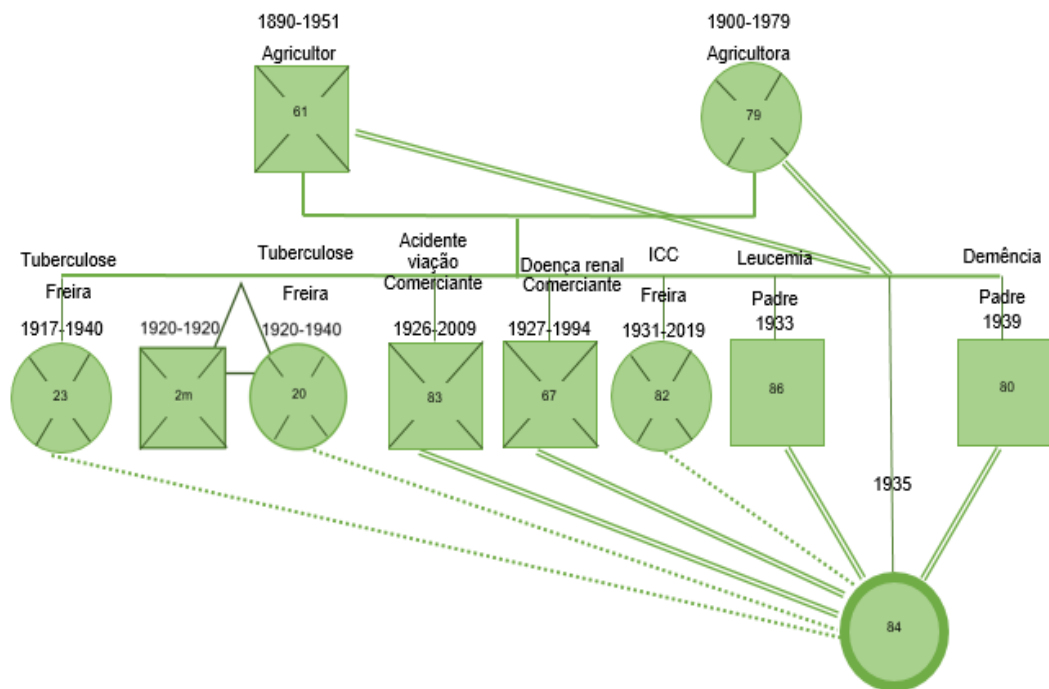 1890-1951
Agricultor
61
1900-1979
Agricultora
79
Tuberculose
Freira
1917-1940
23
1920-1920
2m
Tuberculose
Freira
1920-1940
20
Acidente
viação
Comerciante
1926-2009
83
Doença renal
Comerciante
1927-1994
67
ICC
Freira
1931-2019
82
Leucemia
Padre
1933
86
1935
84
Demência
Padre
1939
80